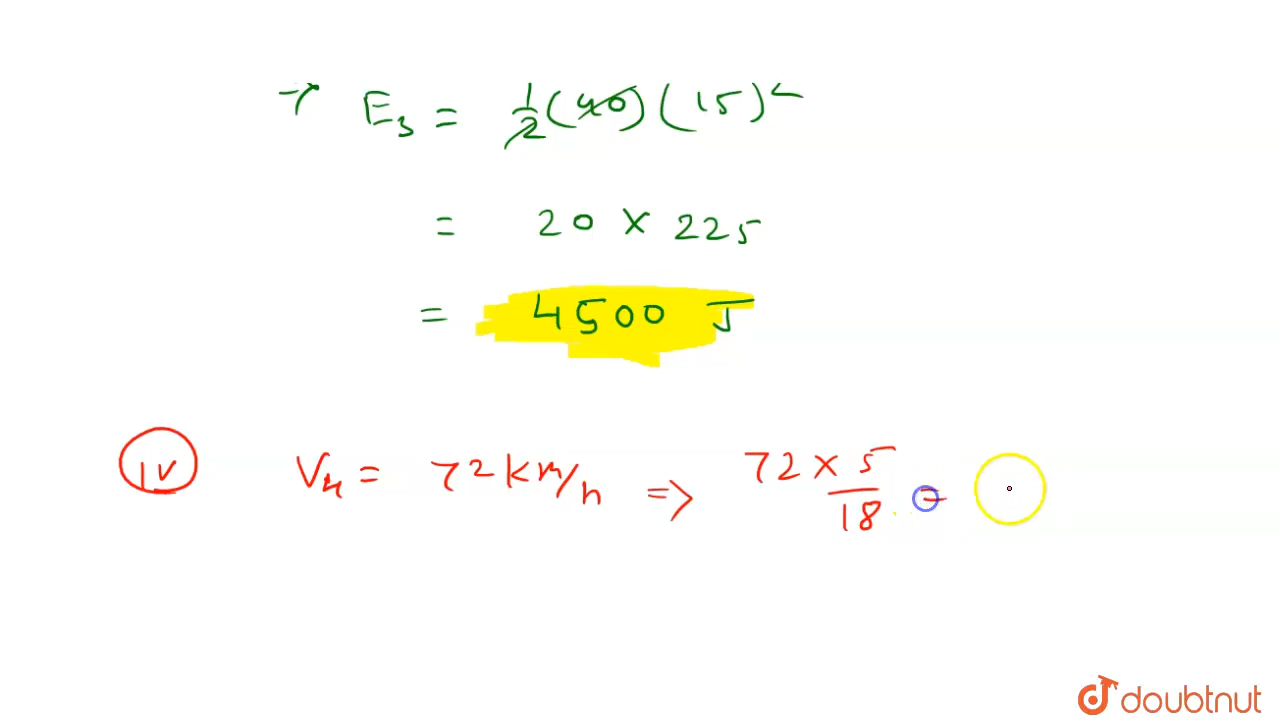 → E₃ = 1/2 (40) (15)²
= 20 × 225
= 4500 J
IV V₄ = 72 km/h => 72 × 5/18 =
doubtnut